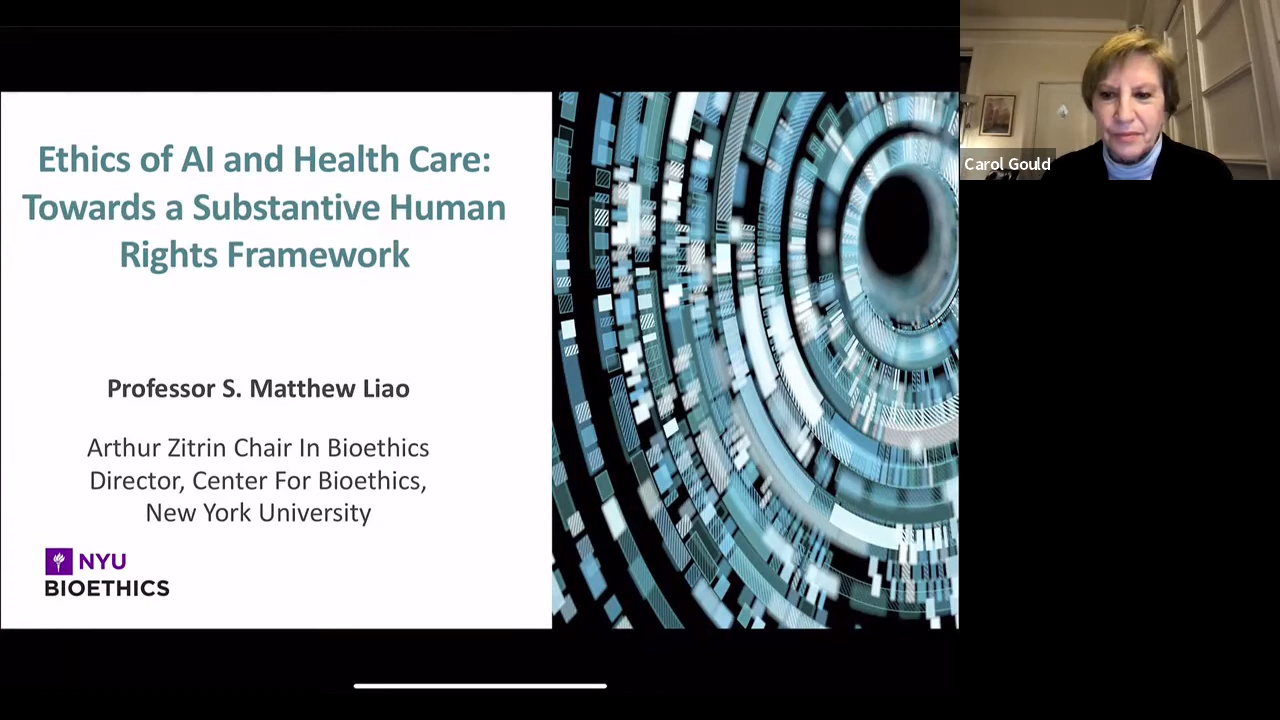 Ethics of AI and Health Care:
Towards a Substantive Human
Rights Framework
Professor S. Matthew Liao
Arthur Zitrin Chair In Bioethics
Director, Center For Bioethics,
New York University
NYU
BIOETHICS
Carol Gould